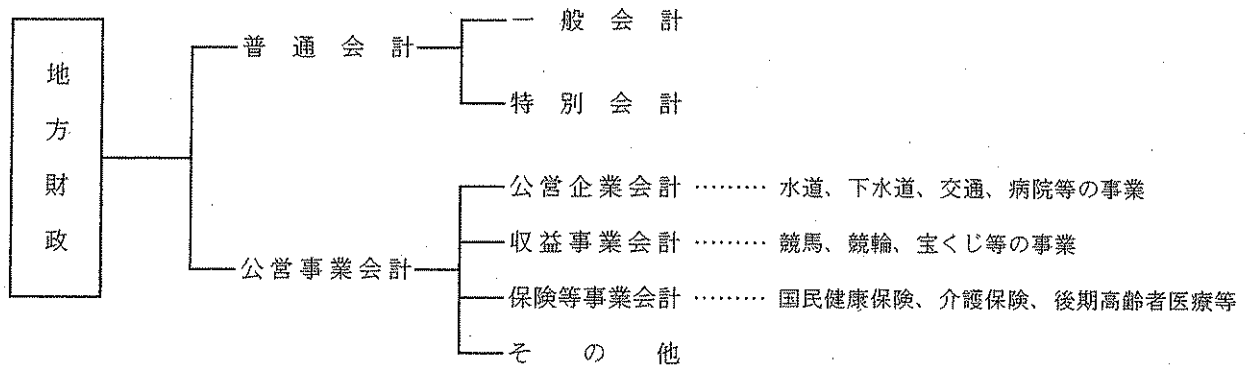 地方財政
普通会計
一般会計
特別会計
公営事業会計
公営企業会計 ……… 水道、下水道、交通、病院等の事業
収益事業会計 ……… 競馬、競輪、宝くじ等の事業
保険等事業会計 ……… 国民健康保険、介護保険、後期高齢者医療等
その他